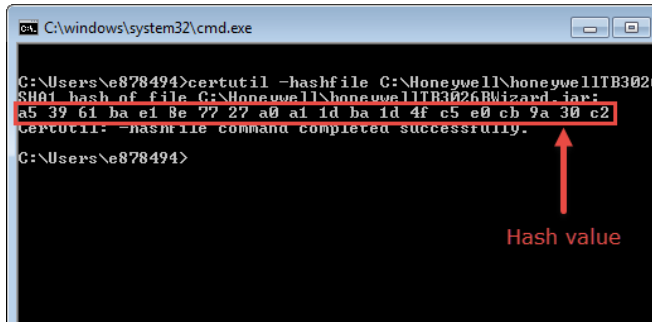 C:\windows\system32\cmd.exe
C:\Users\e878494>certutil -hashfile C:\Honeywell\honeywellTB302
SHA1 hash of file C:\Honeywell\honeywellTB3026BWizard.jar:
a5 39 61 ba e1 8e 77 27 a0 a1 1d ba 1d 4f c5 e0 cb 9a 30 c2
CertUtil: -hashfile command completed successfully.
C:\Users\e878494>
Hash value